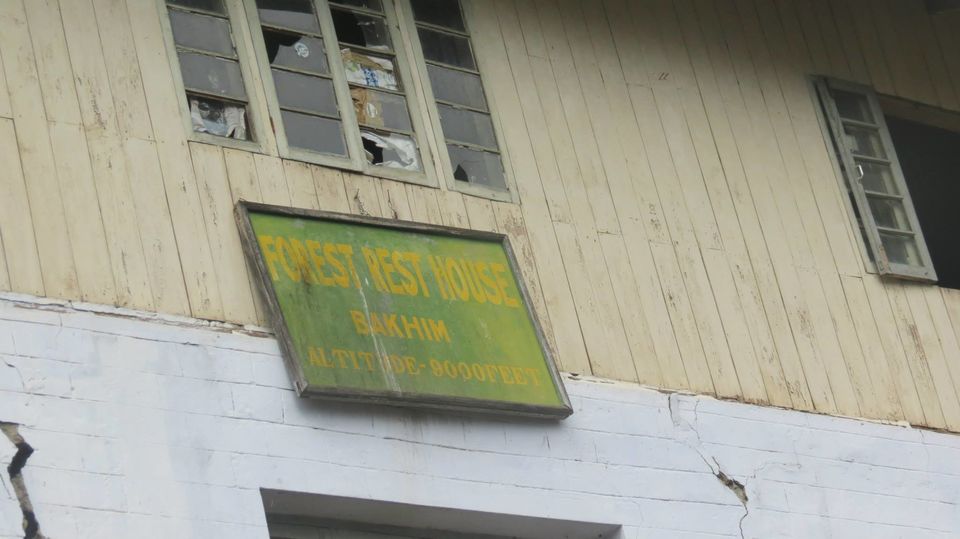 FOREST REST HOUSE
BAKHIM
ALTITUDE-9000FEET